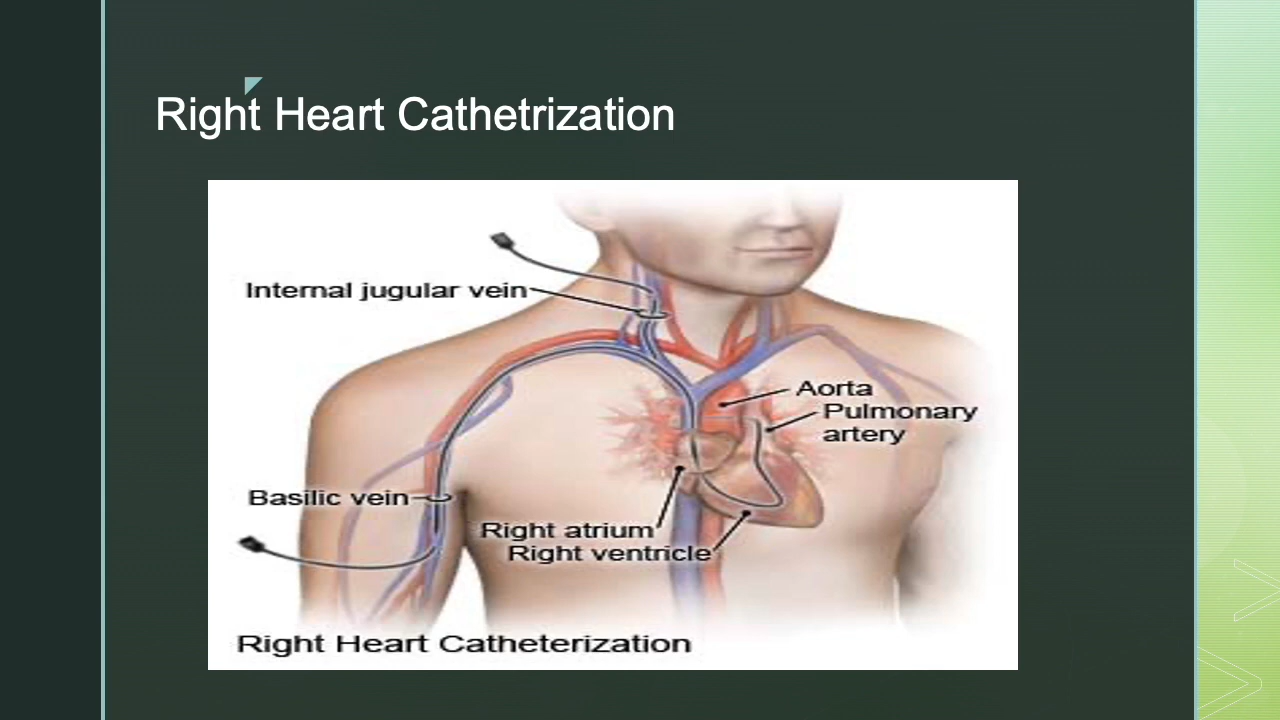 Right Heart Cathetrization
Internal jugular vein
Aorta
Pulmonary
artery
Basilic vein
Right atrium
Right ventricle
Right Heart Catheterization